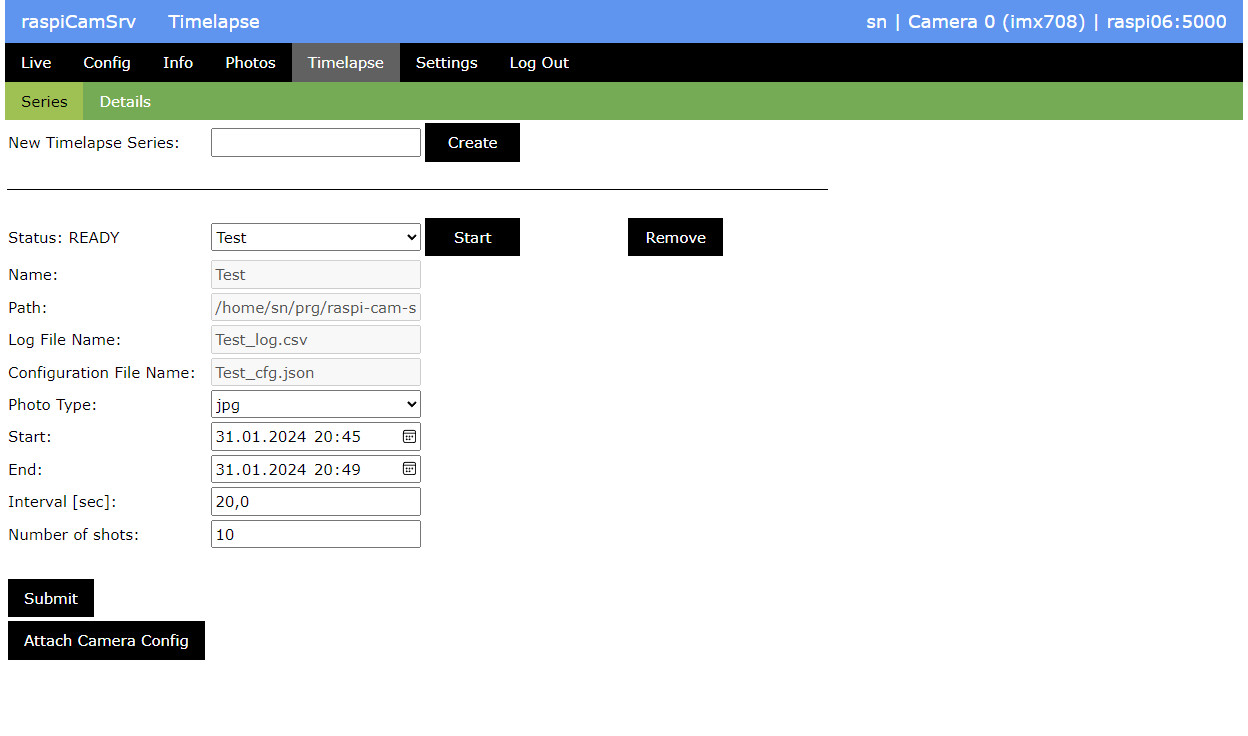 raspiCamSrv Timelapse sn | Camera 0 (imx708) | raspi06:5000
Live Config Info Photos Timelapse Settings Log Out
Series Details
New Timelapse Series: Create
Status: READY Test Start Remove
Name: Test
Path: /home/sn/prg/raspi-cam-s
Log File Name: Test_log.csv
Configuration File Name: Test_cfg.json
Photo Type: jpg
Start: 31.01.2024 20:45
End: 31.01.2024 20:49
Interval [sec]: 20,0
Number of shots: 10
Submit
Attach Camera Config